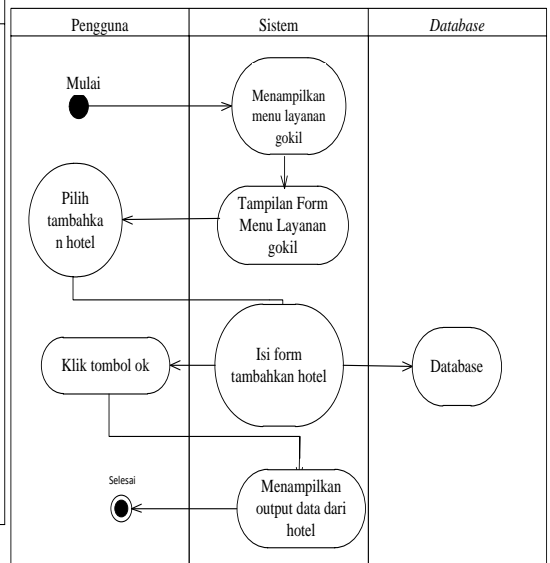 Pengguna
Sistem
Database
Mulai
Menampilkan
menu layanan
gokil
Pilih
tambahka
n hotel
Tampilan Form
Menu Layanan
gokil
Isi form
tambahkan hotel
Klik tombol ok
Database
Selesai
Menampilkan
output data dari
hotel